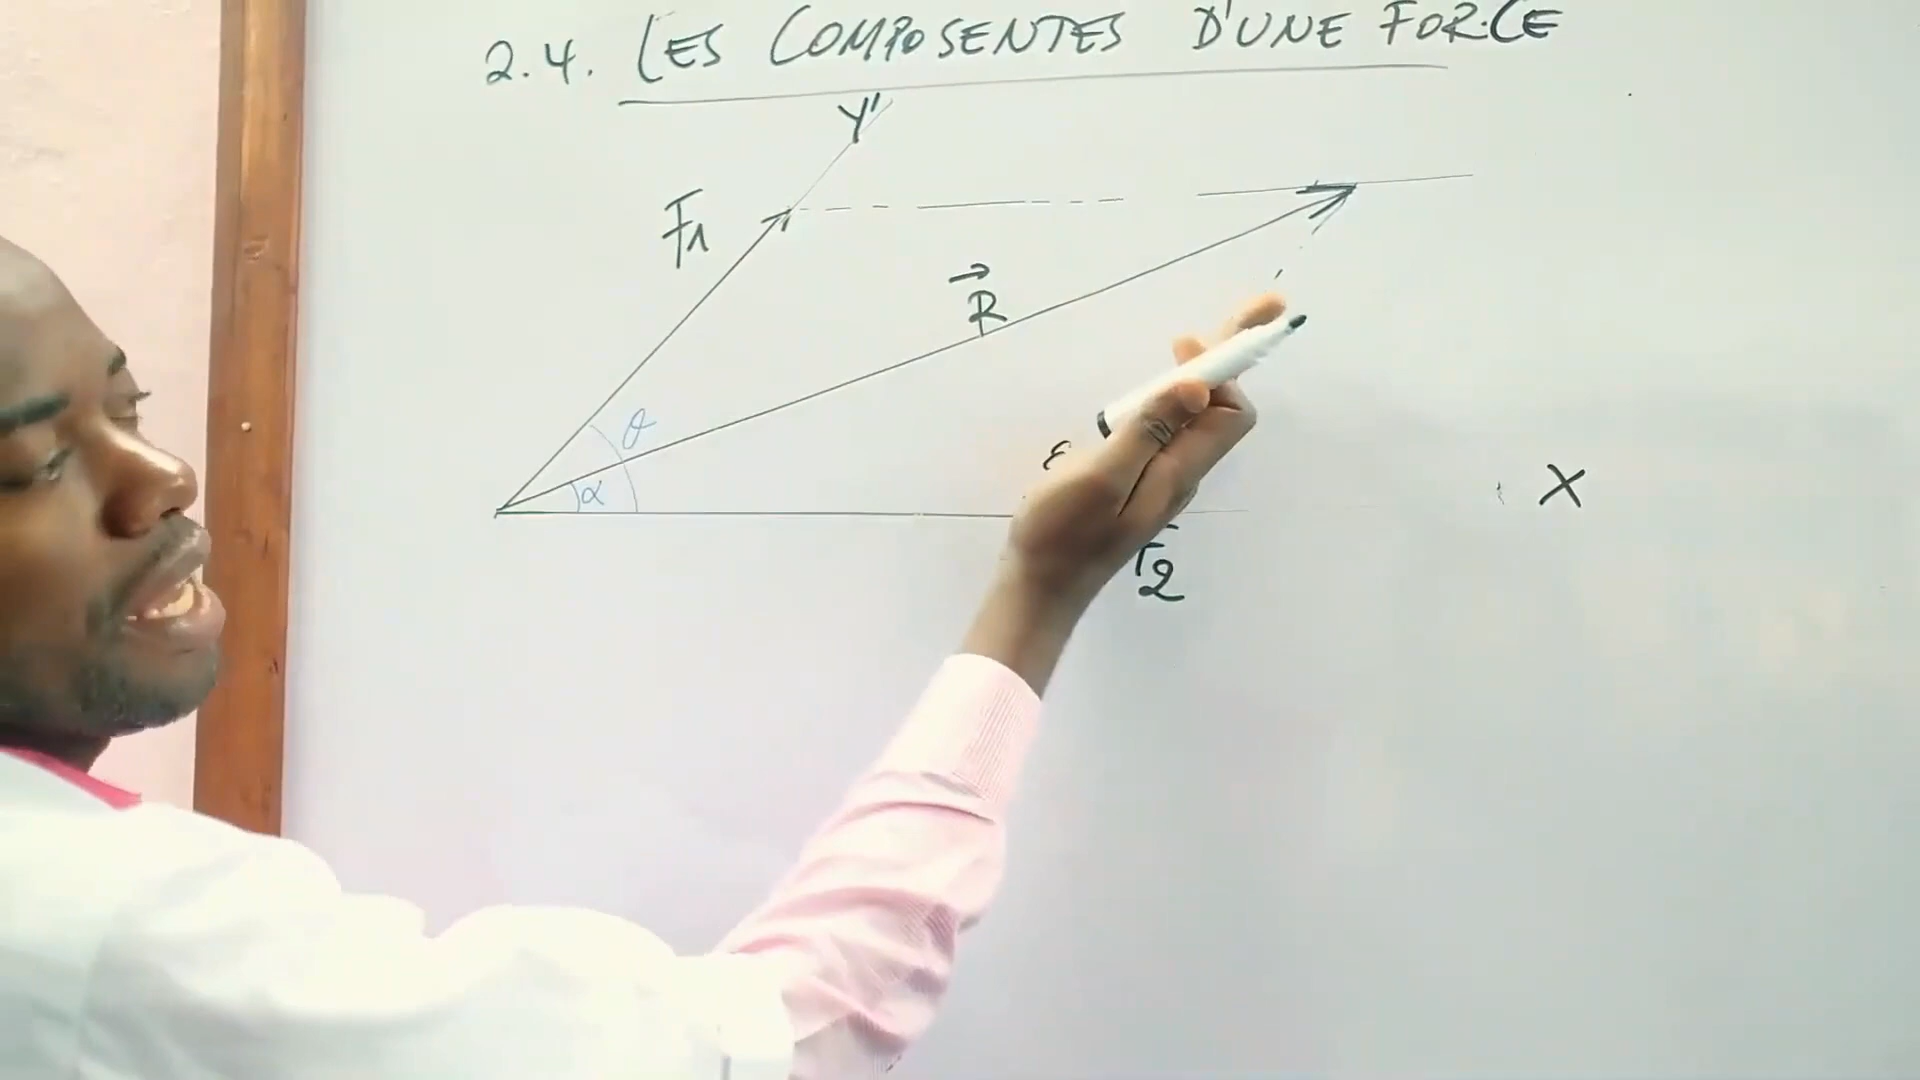 2.4. LES COMPOSENTES D'UNE FORCE
Y'
F1
R
θ
α
X
F2